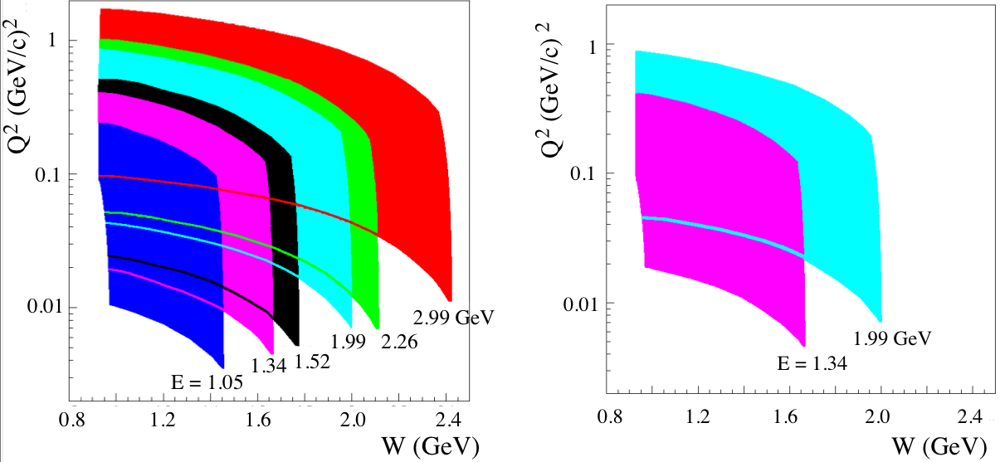 Q² (GeV/c)²
1
0.1
0.01
2.99 GeV
1.99 2.26
1.34 1.52
E = 1.05
0.8 1.2 1.6 2.0 2.4
W (GeV)
Q² (GeV/c)²
1
0.1
0.01
1.99 GeV
E = 1.34
0.8 1.2 1.6 2.0 2.4
W (GeV)